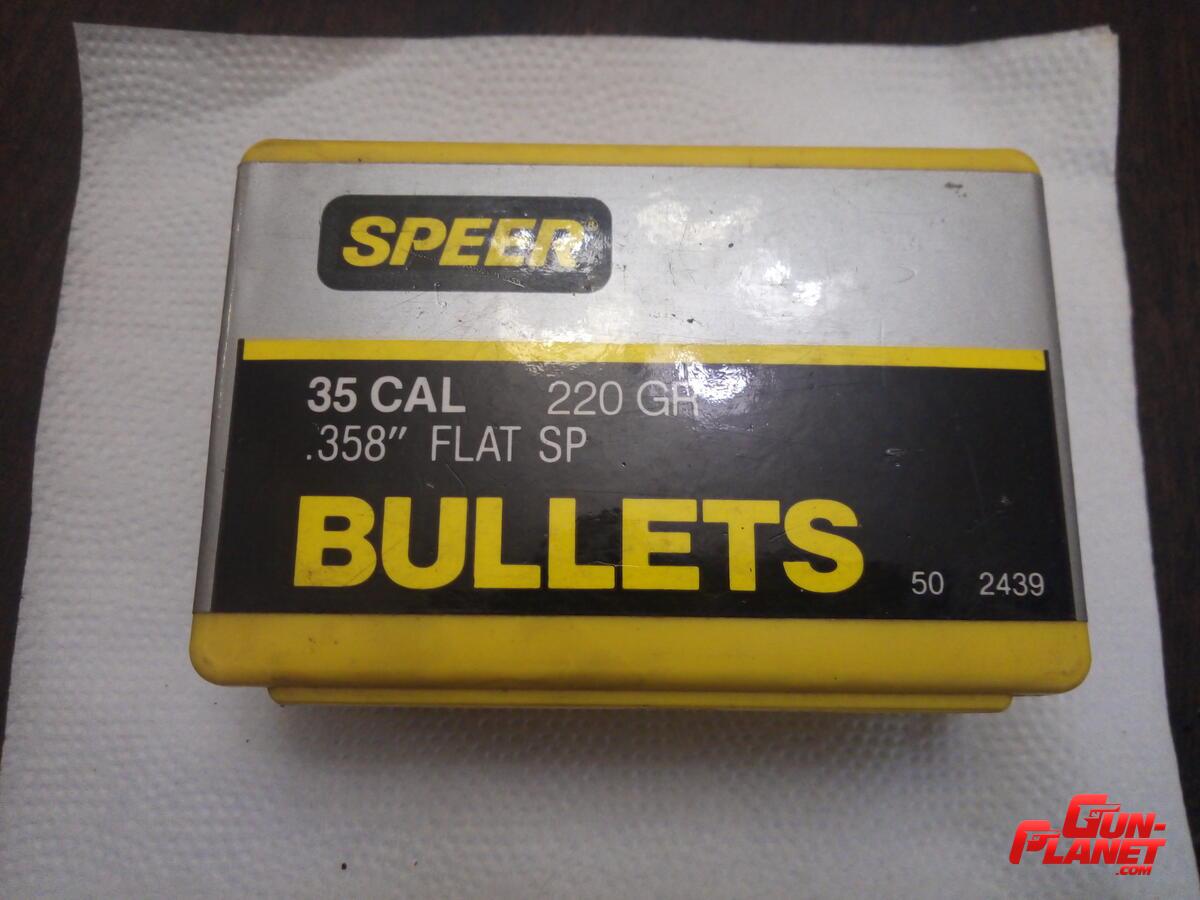 SPEER®
35 CAL 220 GR
.358" FLAT SP
BULLETS
50 2439
GUN-PLANET
.COM